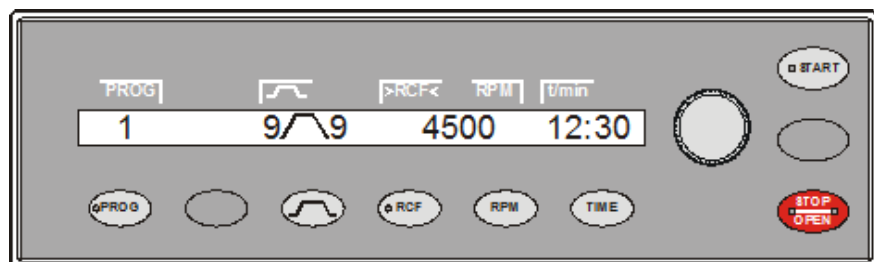 START
PROG >RCF< RPM t/min
1 9 9 4500 12:30
PROG RCF RPM TIME
STOP
OPEN